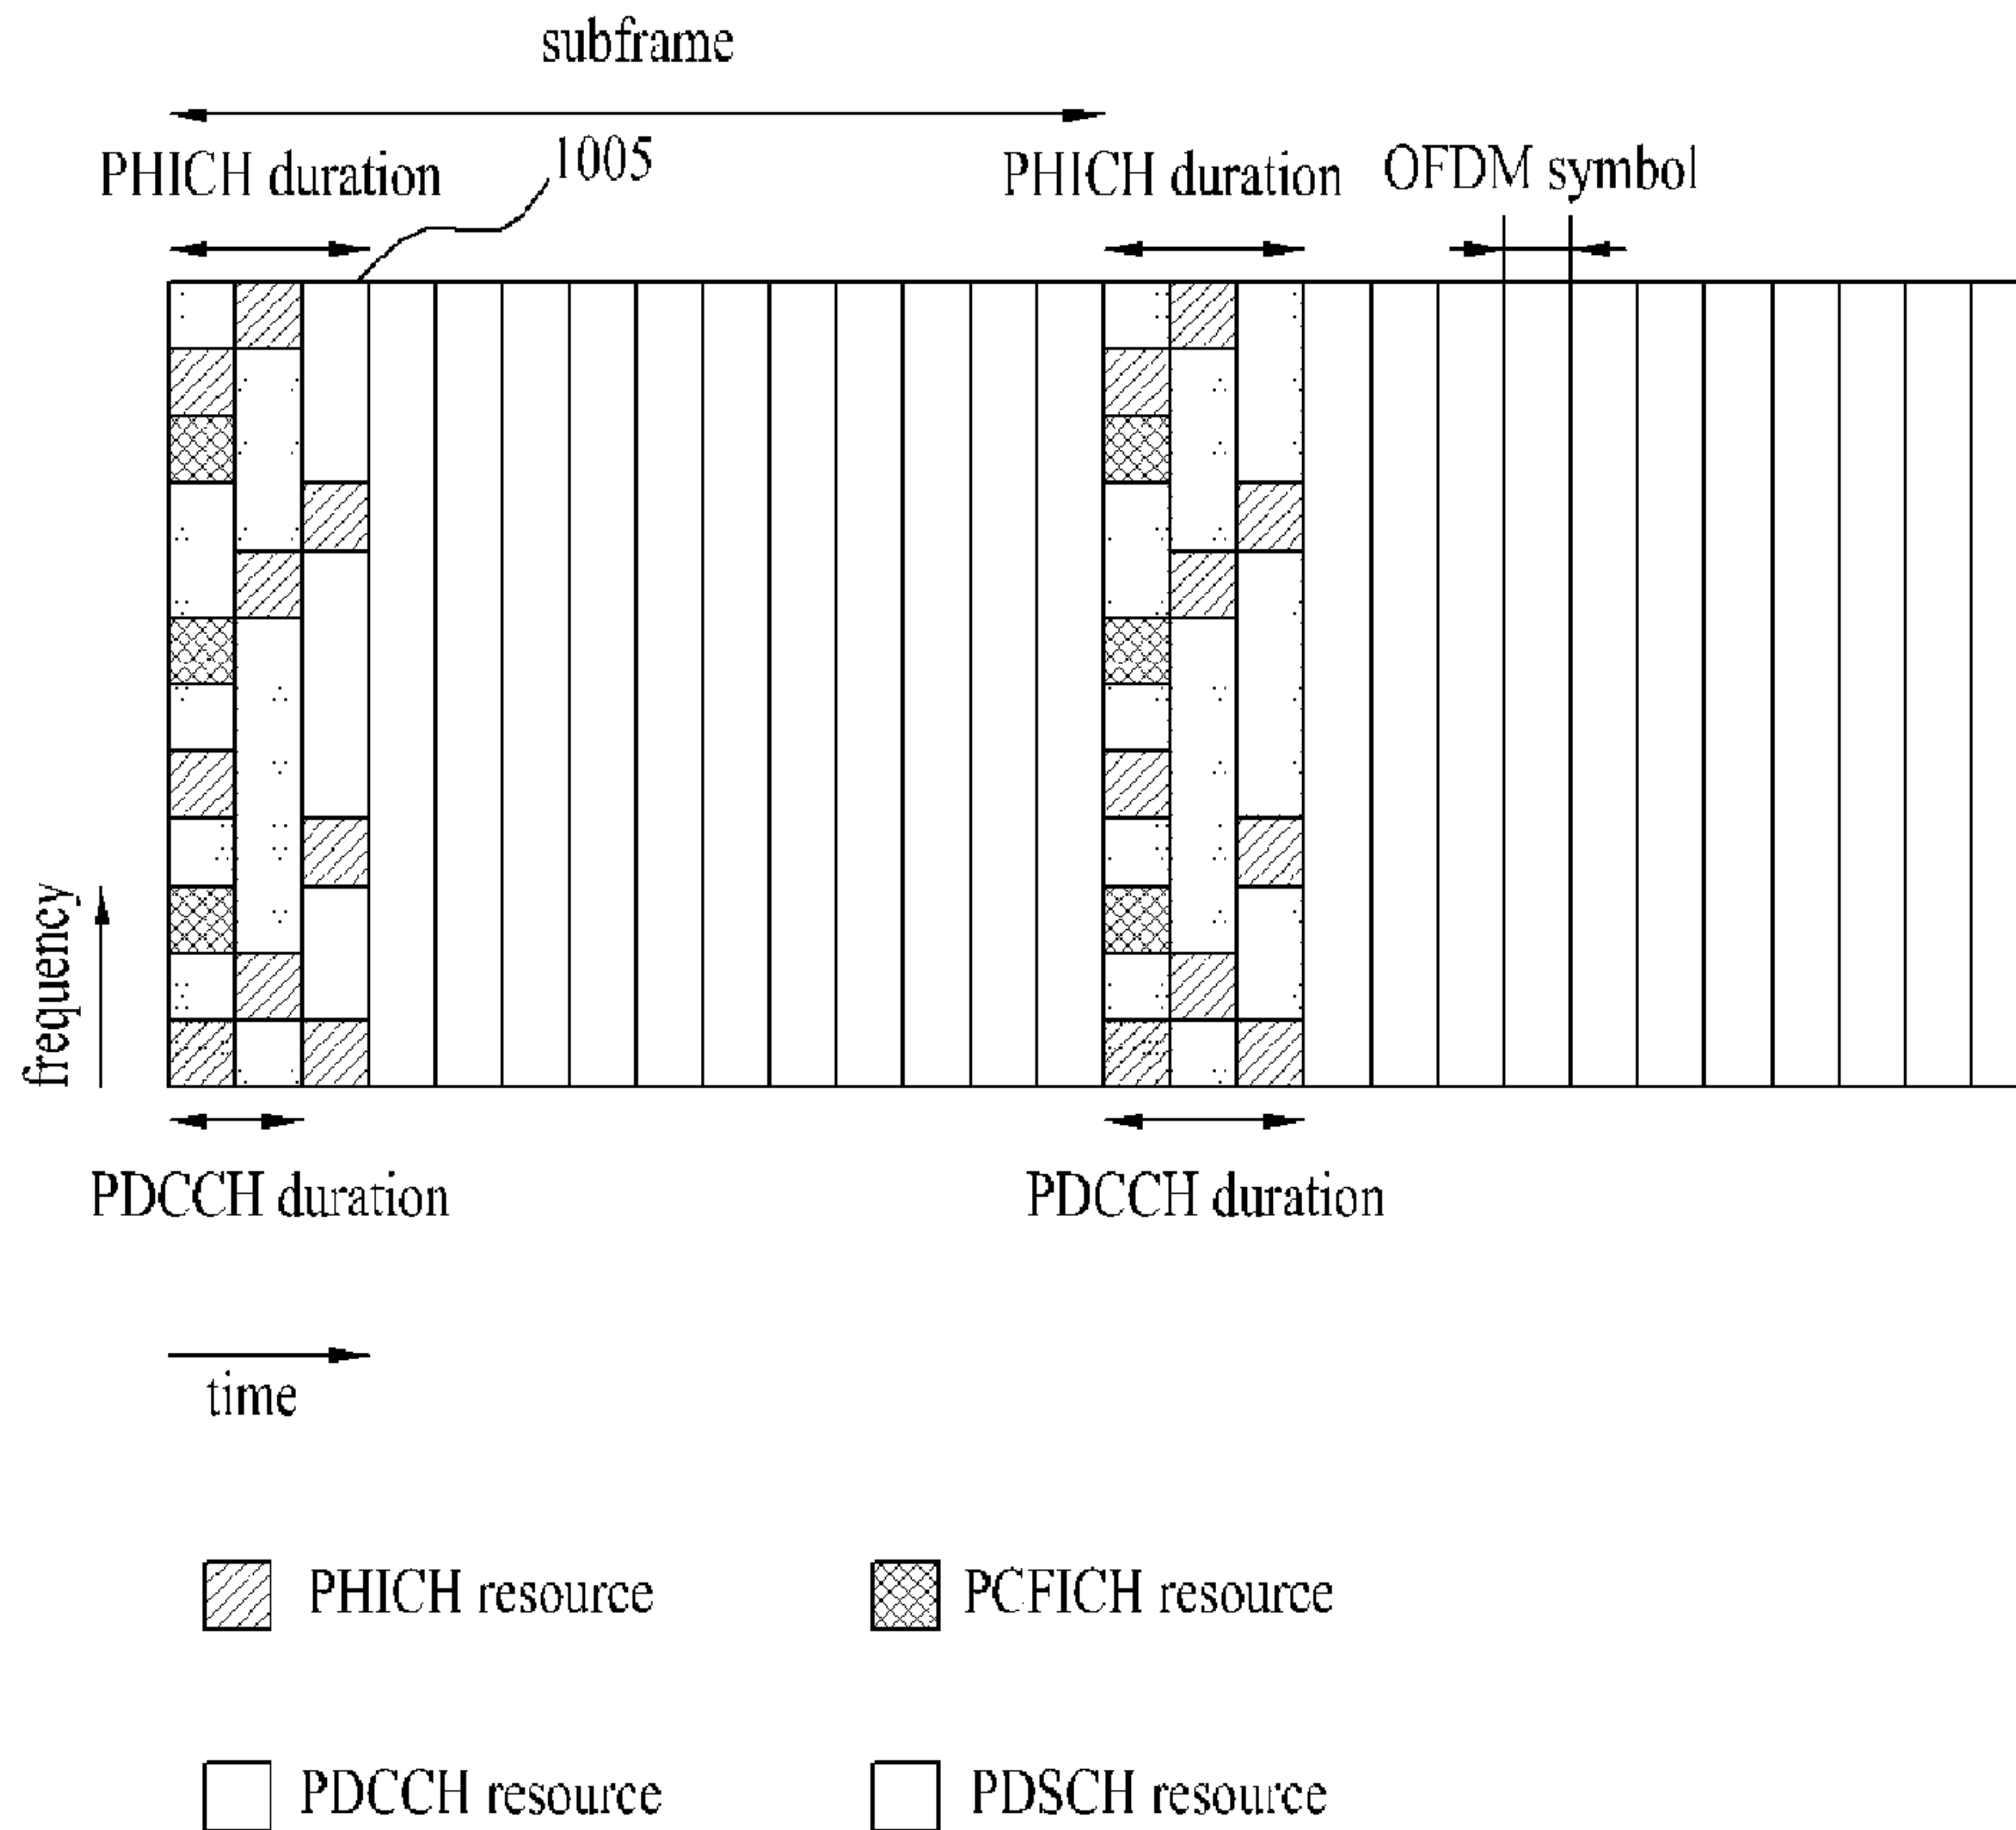 subframe
PHICH duration
1005
PHICH duration
OFDM symbol
frequency
PDCCH duration
PDCCH duration
time
PHICH resource
PCFICH resource
PDCCH resource
PDSCH resource